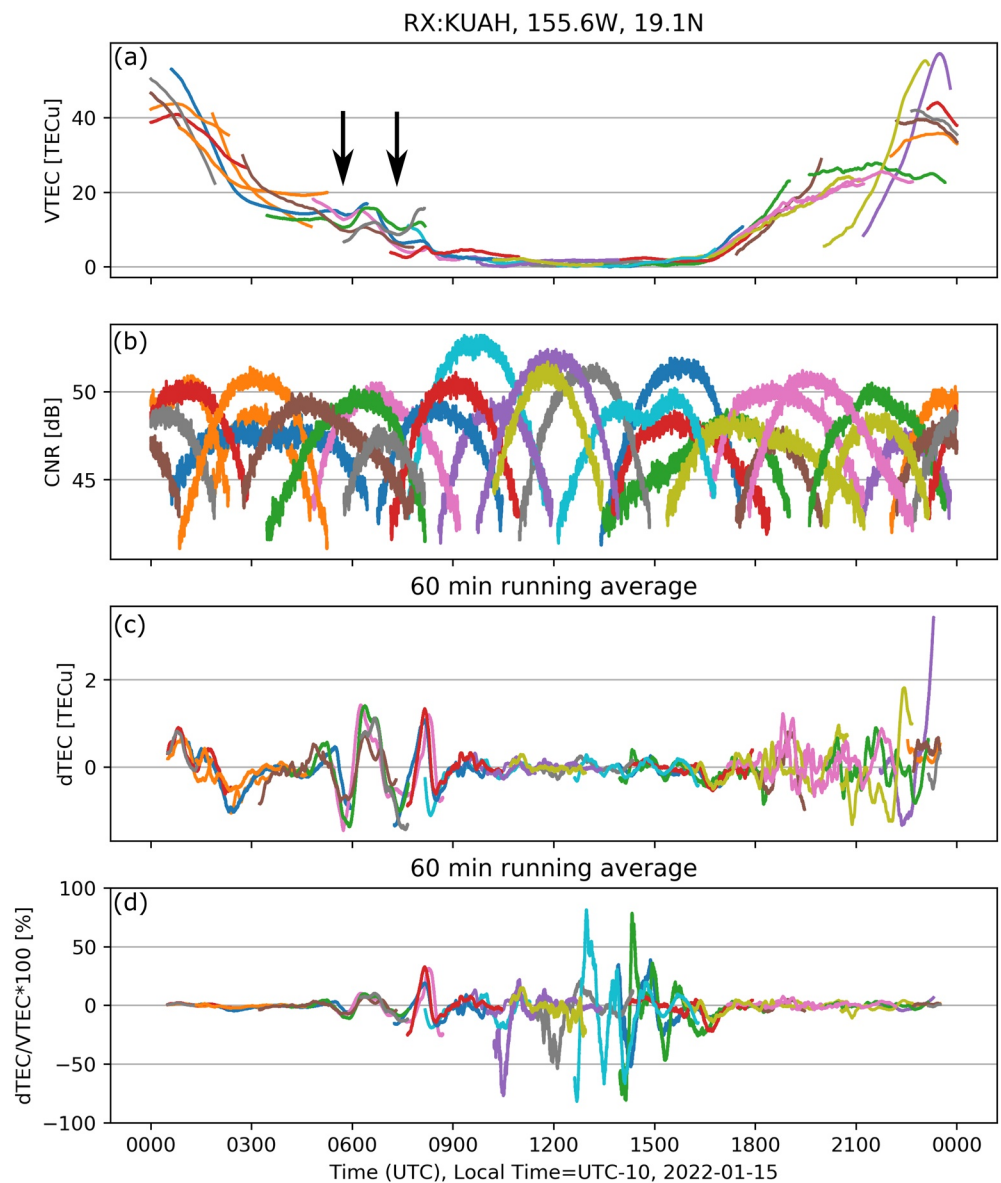 RX:KUAH, 155.6W, 19.1N
(a)
VTEC [TECu]
40
20
0
(b)
CNR [dB]
50
45
60 min running average
(c)
dTEC [TECu]
2
0
60 min running average
(d)
dTEC/VTEC*100 [%]
100
50
0
−50
−100
0000 0300 0600 0900 1200 1500 1800 2100 0000
Time (UTC), Local Time=UTC-10, 2022-01-15